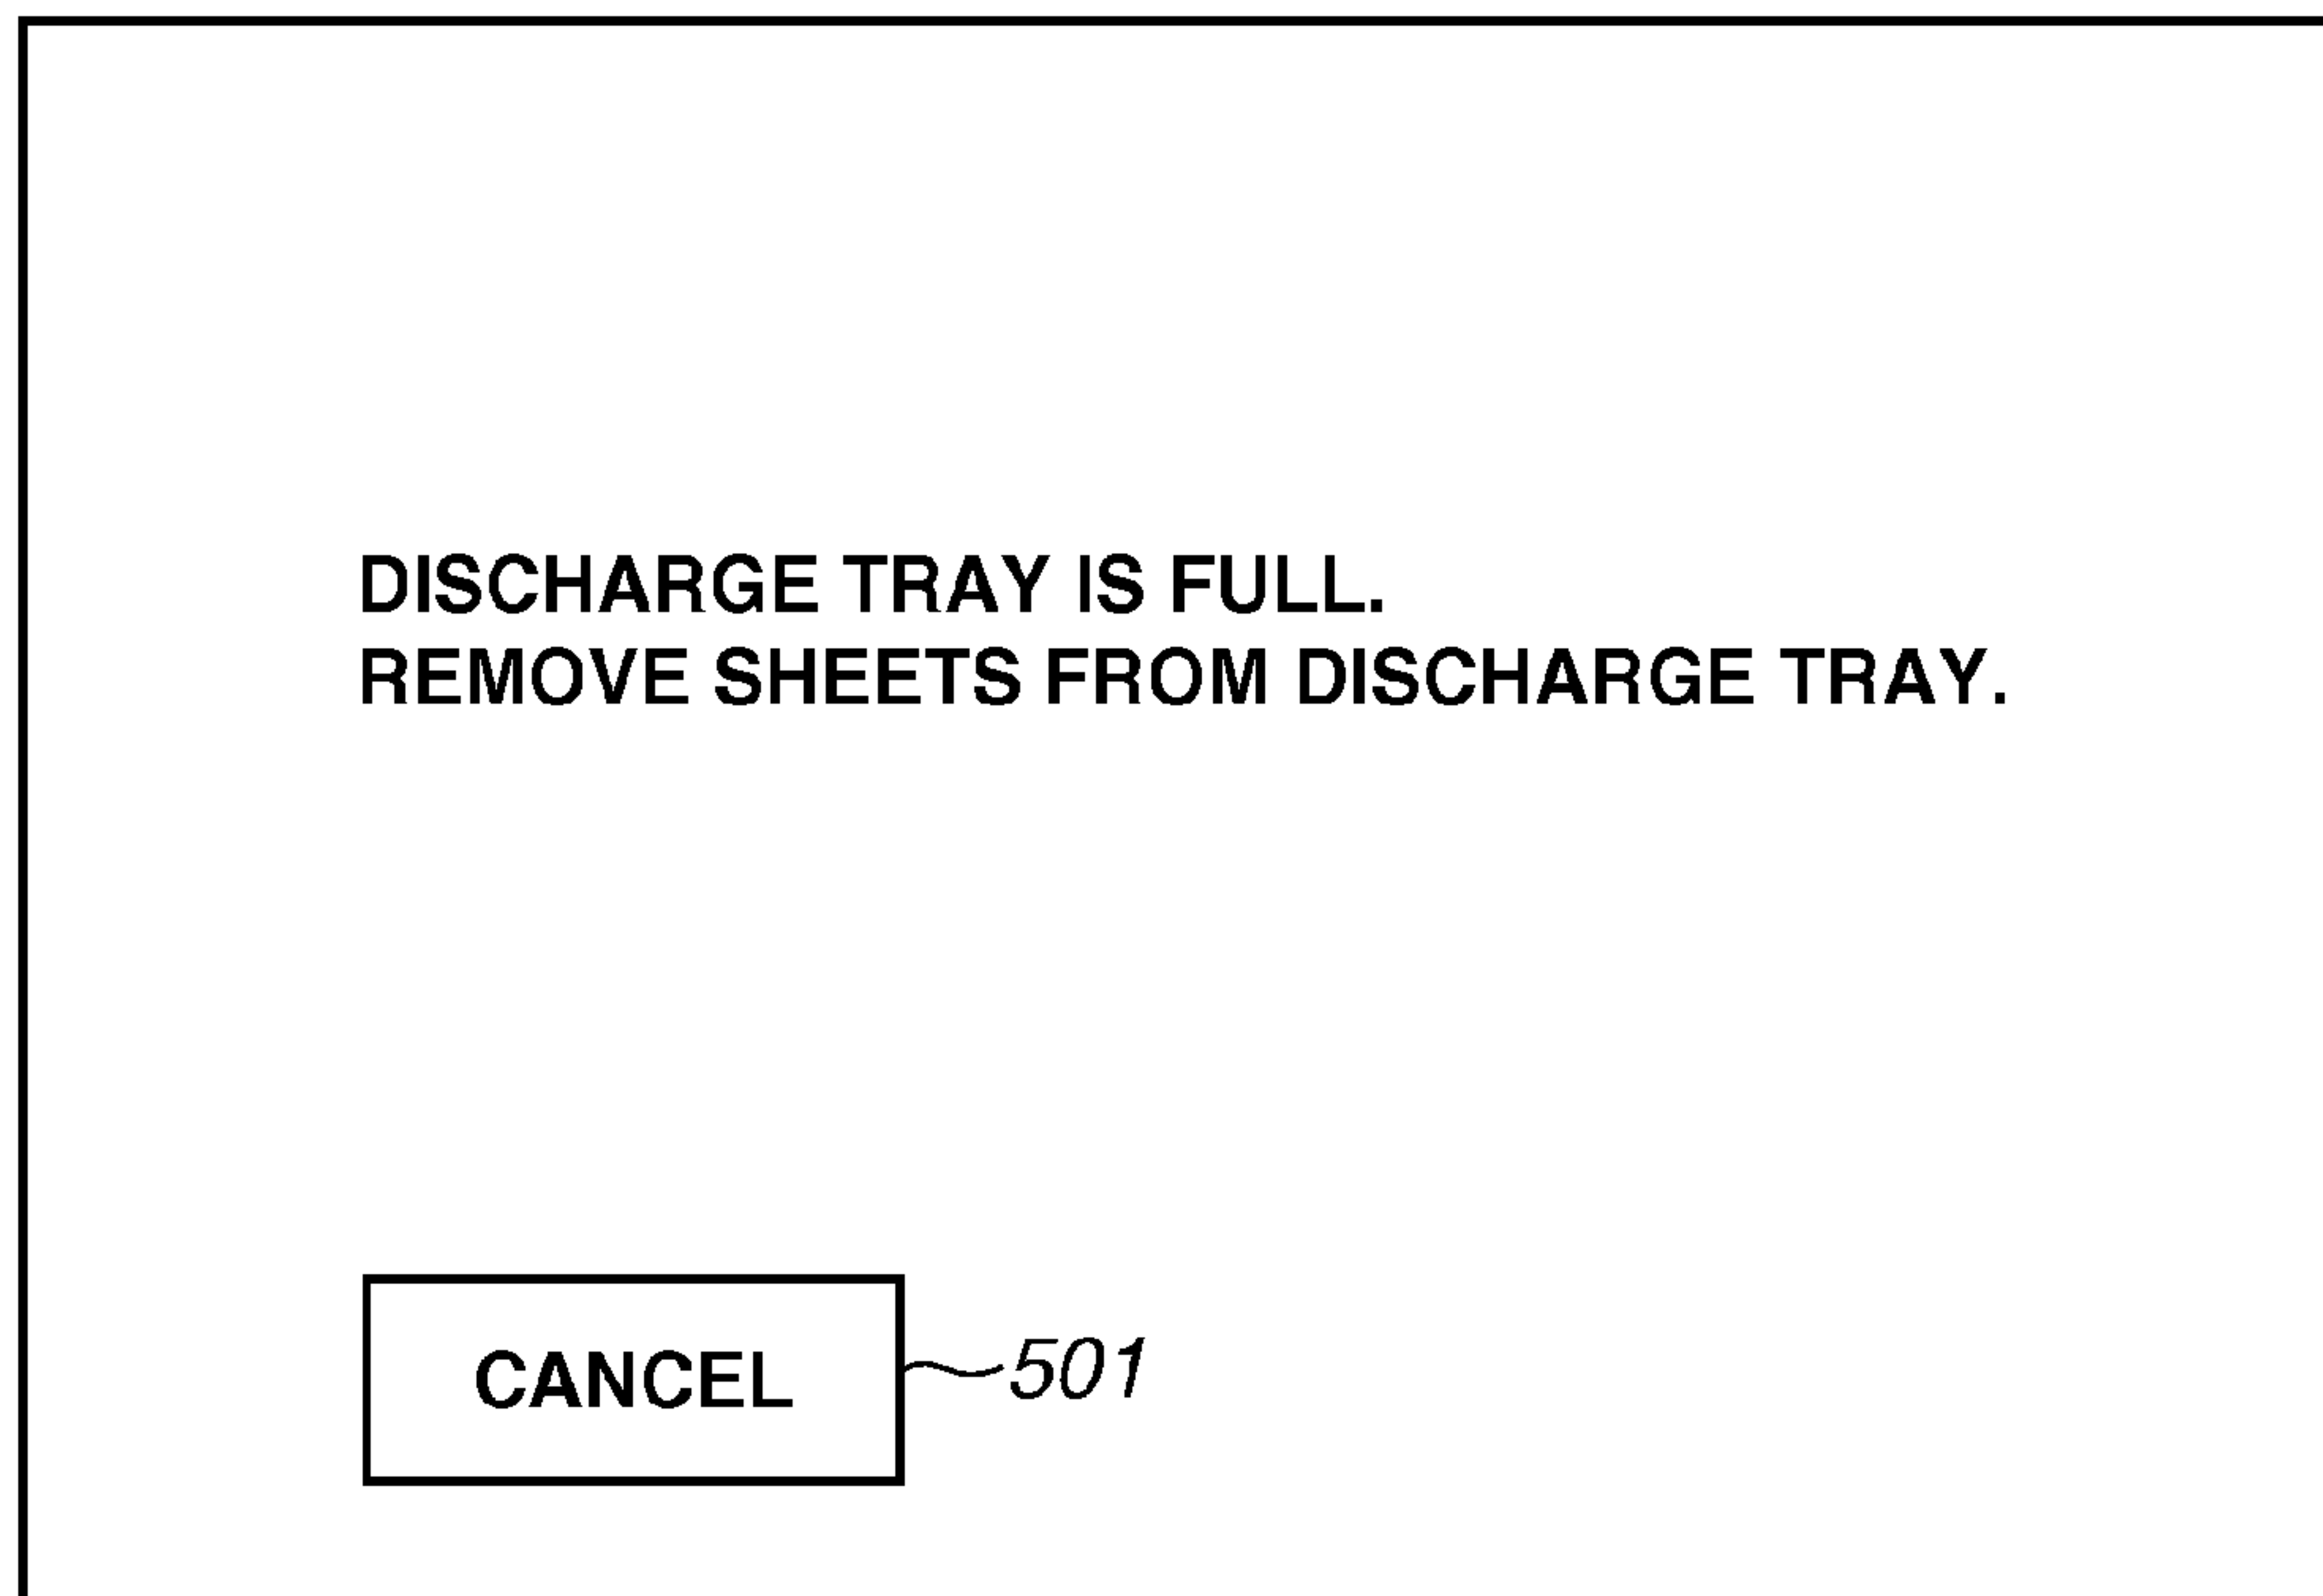 DISCHARGE TRAY IS FULL.
REMOVE SHEETS FROM DISCHARGE TRAY.
CANCEL 501